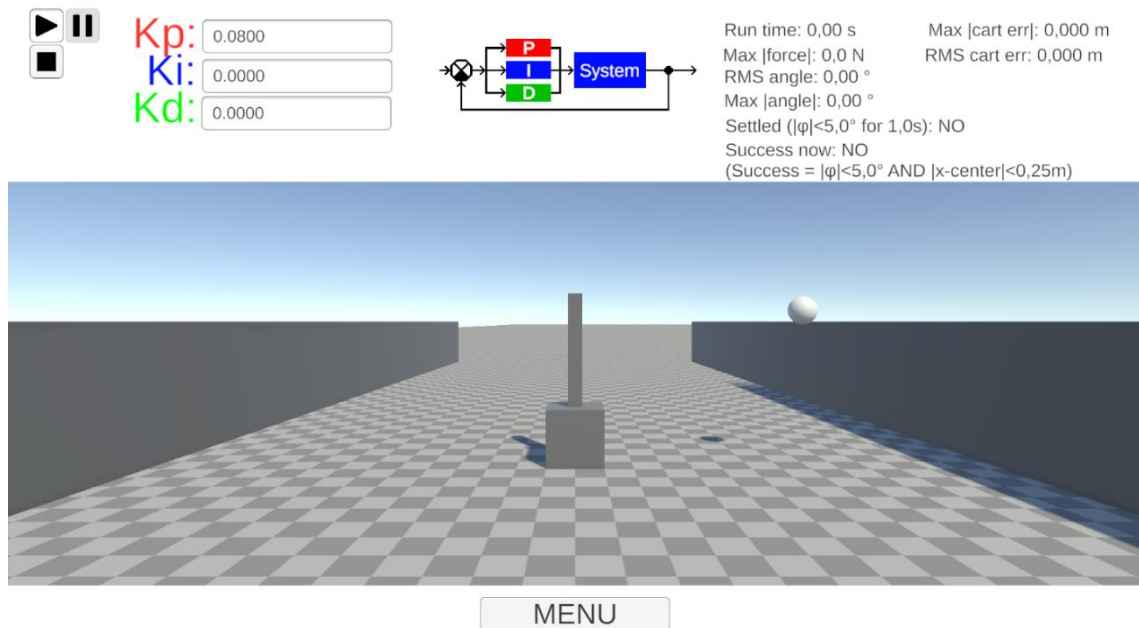 Kp: 0.0800
Ki: 0.0000
Kd: 0.0000
P
I
D
System
Run time: 0,00 s
Max |force|: 0,0 N
RMS angle: 0,00 °
Max |angle|: 0,00 °
Settled (|φ|<5,0° for 1,0s): NO
Success now: NO
(Success = |φ|<5,0° AND |x-center|<0,25m)
Max |cart err|: 0,000 m
RMS cart err: 0,000 m
MENU